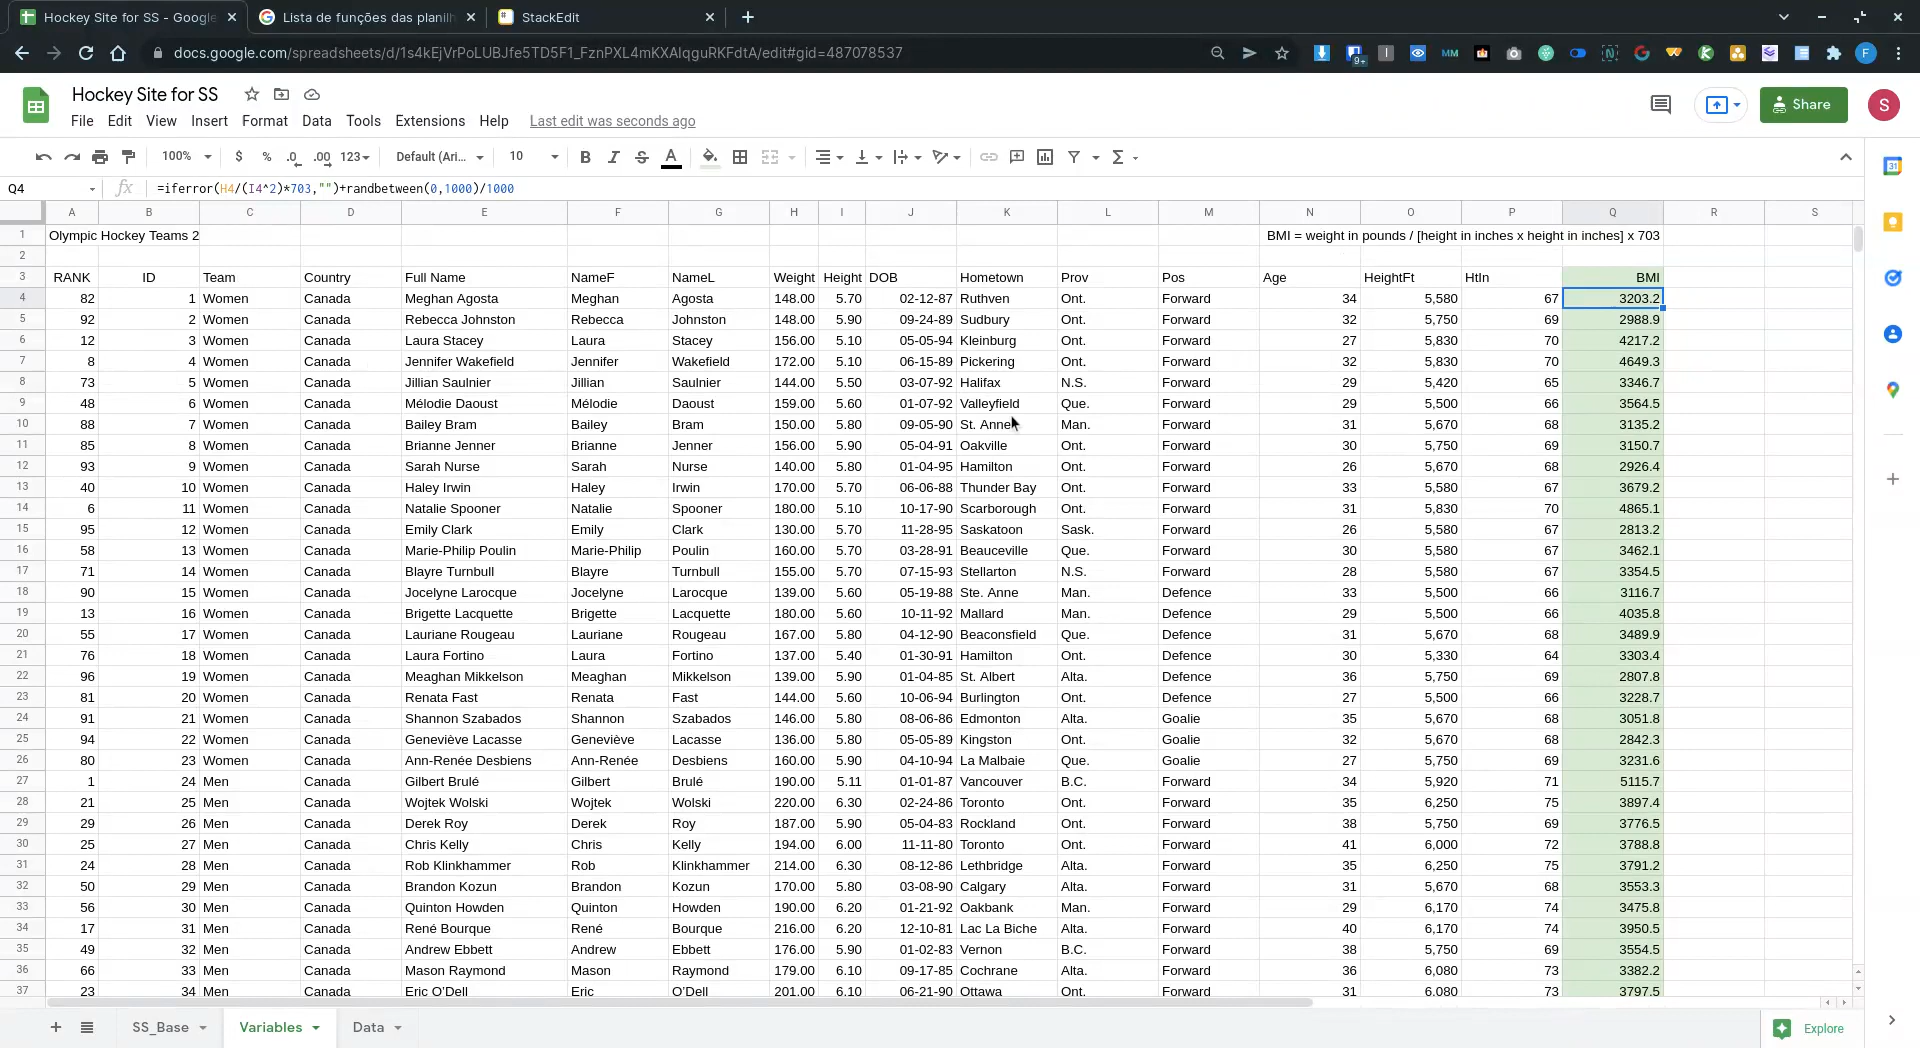 Hockey Site for SS - Google
Lista de funções das planilh
StackEdit
docs.google.com/spreadsheets/d/1s4kEjVrPoLUBJfe5TD5F1_FznPXL4mKXAIqguRKFdtA/edit#gid=487078537
9+
MM
F
Hockey Site for SS
Share
S
File Edit View Insert Format Data Tools Extensions Help Last edit was seconds ago
100% $ % .0 .00 123 Default (Ari... 10 B I S A Σ
31
Q4 fx =iferror(H4/(I4^2)*703,"")+randbetween(0,1000)/1000
A B C D E F G H I J K L M N O P Q R S
1 Olympic Hockey Teams 2 BMI = weight in pounds / [height in inches x height in inches] x 703
2
3 RANK ID Team Country Full Name NameF NameL Weight Height DOB Hometown Prov Pos Age HeightFt HtIn BMI
4 82 1 Women Canada Meghan Agosta Meghan Agosta 148.00 5.70 02-12-87 Ruthven Ont. Forward 34 5,580 67 3203.2
5 92 2 Women Canada Rebecca Johnston Rebecca Johnston 148.00 5.90 09-24-89 Sudbury Ont. Forward 32 5,750 69 2988.9
6 12 3 Women Canada Laura Stacey Laura Stacey 156.00 5.10 05-05-94 Kleinburg Ont. Forward 27 5,830 70 4217.2
7 8 4 Women Canada Jennifer Wakefield Jennifer Wakefield 172.00 5.10 06-15-89 Pickering Ont. Forward 32 5,830 70 4649.3
8 73 5 Women Canada Jillian Saulnier Jillian Saulnier 144.00 5.50 03-07-92 Halifax N.S. Forward 29 5,420 65 3346.7
9 48 6 Women Canada Mélodie Daoust Mélodie Daoust 159.00 5.60 01-07-92 Valleyfield Que. Forward 29 5,500 66 3564.5
10 88 7 Women Canada Bailey Bram Bailey Bram 150.00 5.80 09-05-90 St. Anne Man. Forward 31 5,670 68 3135.2
11 85 8 Women Canada Brianne Jenner Brianne Jenner 156.00 5.90 05-04-91 Oakville Ont. Forward 30 5,750 69 3150.7
12 93 9 Women Canada Sarah Nurse Sarah Nurse 140.00 5.80 01-04-95 Hamilton Ont. Forward 26 5,670 68 2926.4
13 40 10 Women Canada Haley Irwin Haley Irwin 170.00 5.70 06-06-88 Thunder Bay Ont. Forward 33 5,580 67 3679.2
14 6 11 Women Canada Natalie Spooner Natalie Spooner 180.00 5.10 10-17-90 Scarborough Ont. Forward 31 5,830 70 4865.1
15 95 12 Women Canada Emily Clark Emily Clark 130.00 5.70 11-28-95 Saskatoon Sask. Forward 26 5,580 67 2813.2
16 58 13 Women Canada Marie-Philip Poulin Marie-Philip Poulin 160.00 5.70 03-28-91 Beauceville Que. Forward 30 5,580 67 3462.1
17 71 14 Women Canada Blayre Turnbull Blayre Turnbull 155.00 5.70 07-15-93 Stellarton N.S. Forward 28 5,580 67 3354.5
18 90 15 Women Canada Jocelyne Larocque Jocelyne Larocque 139.00 5.60 05-19-88 Ste. Anne Man. Defence 33 5,500 66 3116.7
19 13 16 Women Canada Brigette Lacquette Brigette Lacquette 180.00 5.60 10-11-92 Mallard Man. Defence 29 5,500 66 4035.8
20 55 17 Women Canada Lauriane Rougeau Lauriane Rougeau 167.00 5.80 04-12-90 Beaconsfield Que. Defence 31 5,670 68 3489.9
21 76 18 Women Canada Laura Fortino Laura Fortino 137.00 5.40 01-30-91 Hamilton Ont. Defence 30 5,330 64 3303.4
22 96 19 Women Canada Meaghan Mikkelson Meaghan Mikkelson 139.00 5.90 01-04-85 St. Albert Alta. Defence 36 5,750 69 2807.8
23 81 20 Women Canada Renata Fast Renata Fast 144.00 5.60 10-06-94 Burlington Ont. Defence 27 5,500 66 3228.7
24 91 21 Women Canada Shannon Szabados Shannon Szabados 146.00 5.80 08-06-86 Edmonton Alta. Goalie 35 5,670 68 3051.8
25 94 22 Women Canada Geneviève Lacasse Geneviève Lacasse 136.00 5.80 05-05-89 Kingston Ont. Goalie 32 5,670 68 2842.3
26 80 23 Women Canada Ann-Renée Desbiens Ann-Renée Desbiens 160.00 5.90 04-10-94 La Malbaie Que. Goalie 27 5,750 69 3231.6
27 1 24 Men Canada Gilbert Brulé Gilbert Brulé 190.00 5.11 01-01-87 Vancouver B.C. Forward 34 5,920 71 5115.7
28 21 25 Men Canada Wojtek Wolski Wojtek Wolski 220.00 6.30 02-24-86 Toronto Ont. Forward 35 6,250 75 3897.4
29 29 26 Men Canada Derek Roy Derek Roy 187.00 5.90 05-04-83 Rockland Ont. Forward 38 5,750 69 3776.5
30 25 27 Men Canada Chris Kelly Chris Kelly 194.00 6.00 11-11-80 Toronto Ont. Forward 41 6,000 72 3788.8
31 24 28 Men Canada Rob Klinkhammer Rob Klinkhammer 214.00 6.30 08-12-86 Lethbridge Alta. Forward 35 6,250 75 3791.2
32 50 29 Men Canada Brandon Kozun Brandon Kozun 170.00 5.80 03-08-90 Calgary Alta. Forward 31 5,670 68 3553.3
33 56 30 Men Canada Quinton Howden Quinton Howden 190.00 6.20 01-21-92 Oakbank Man. Forward 29 6,170 74 3475.8
34 17 31 Men Canada René Bourque René Bourque 216.00 6.20 12-10-81 Lac La Biche Alta. Forward 40 6,170 74 3950.5
35 49 32 Men Canada Andrew Ebbett Andrew Ebbett 176.00 5.90 01-02-83 Vernon B.C. Forward 38 5,750 69 3554.5
36 66 33 Men Canada Mason Raymond Mason Raymond 179.00 6.10 09-17-85 Cochrane Alta. Forward 36 6,080 73 3382.2
37 23 34 Men Canada Eric O'Dell Eric O'Dell 201.00 6.10 06-21-90 Ottawa Ont. Forward 31 6,080 73 3797.5
SS_Base Variables Data Explore